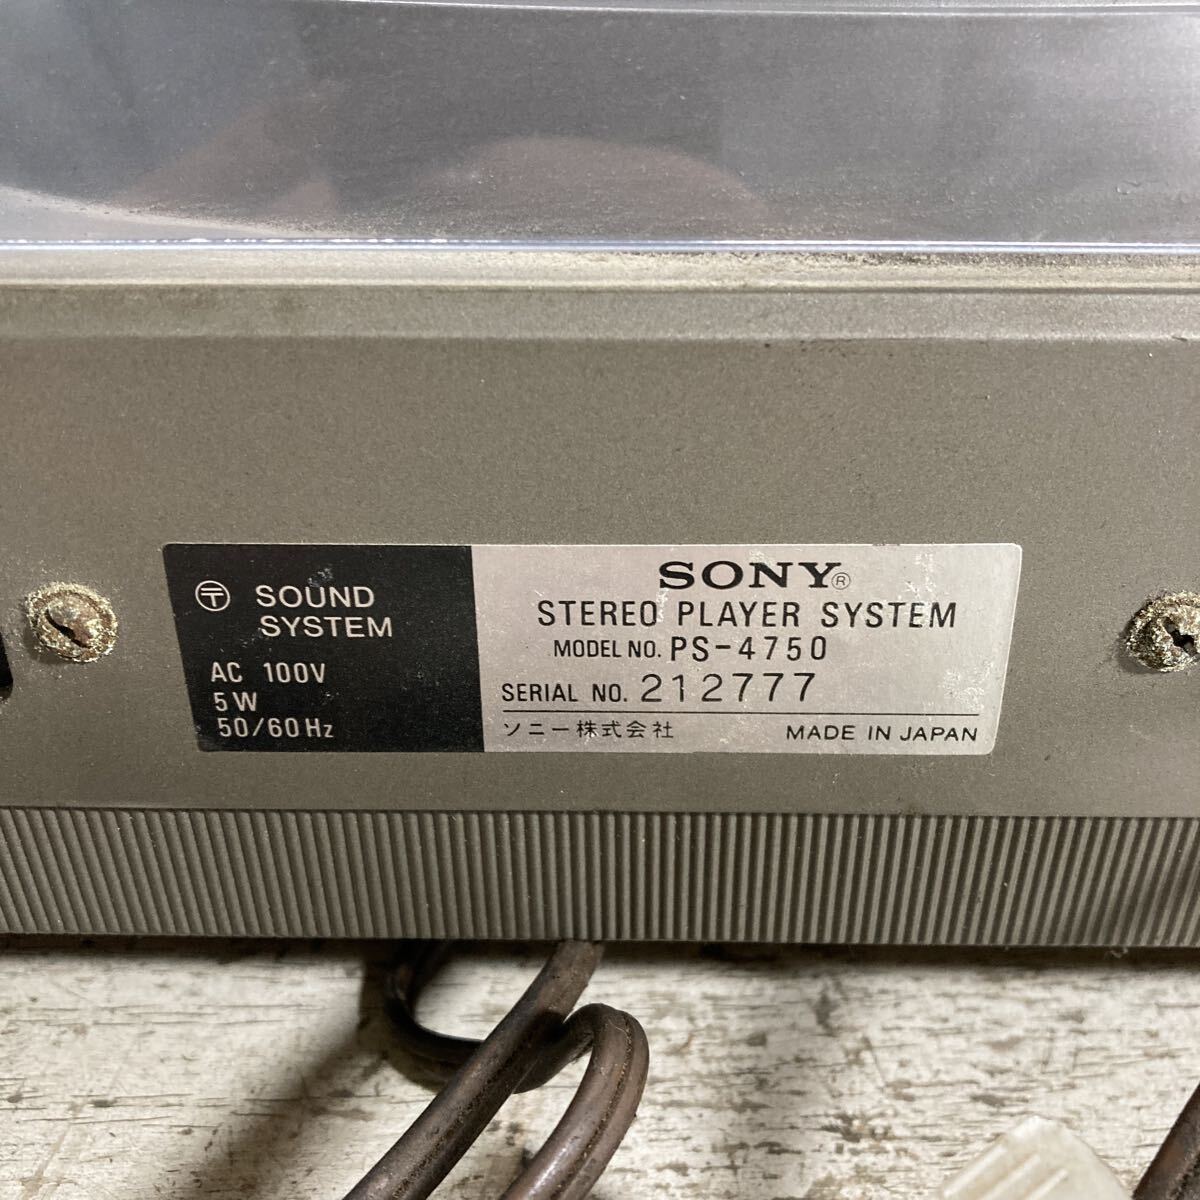 〶 SOUND
SYSTEM
AC 100V
5W
50/60Hz
SONY®
STEREO PLAYER SYSTEM
MODEL NO. PS-4750
SERIAL NO. 212777
ソニー株式会社 MADE IN JAPAN